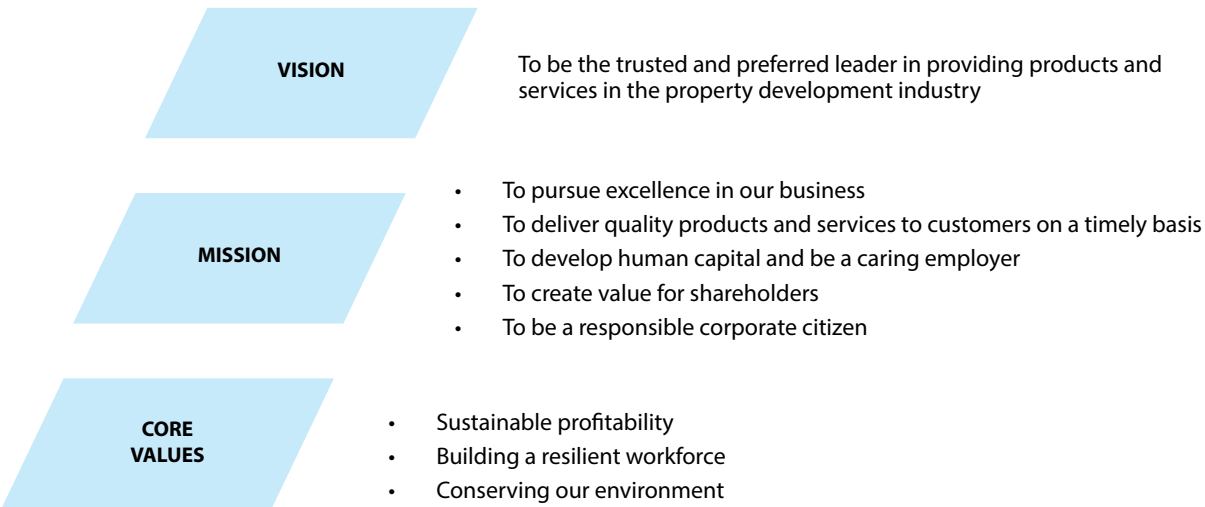 VISION
To be the trusted and preferred leader in providing products and
services in the property development industry
MISSION
• To pursue excellence in our business
• To deliver quality products and services to customers on a timely basis
• To develop human capital and be a caring employer
• To create value for shareholders
• To be a responsible corporate citizen
CORE
VALUES
• Sustainable profitability
• Building a resilient workforce
• Conserving our environment